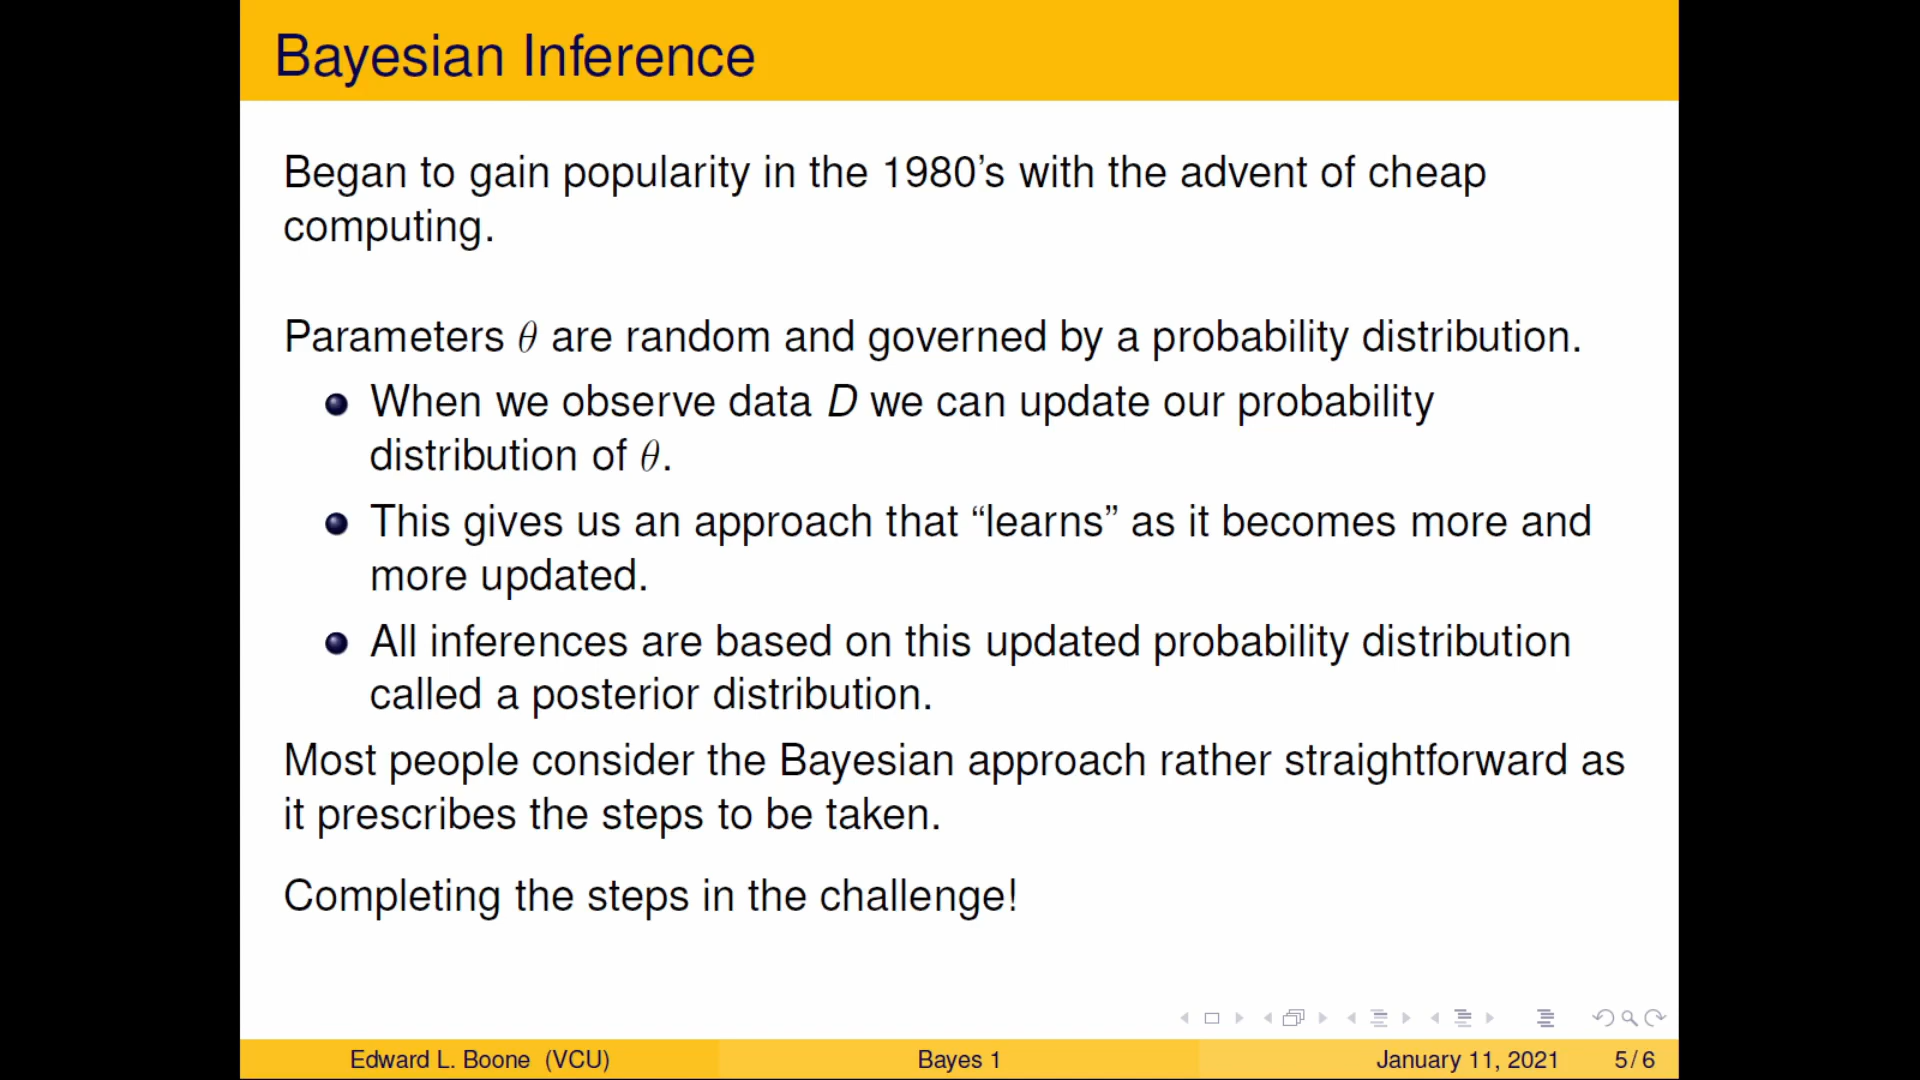 Bayesian Inference
Began to gain popularity in the 1980’s with the advent of cheap
computing.
Parameters θ are random and governed by a probability distribution.
When we observe data D we can update our probability
distribution of θ.
This gives us an approach that “learns” as it becomes more and
more updated.
All inferences are based on this updated probability distribution
called a posterior distribution.
Most people consider the Bayesian approach rather straightforward as
it prescribes the steps to be taken.
Completing the steps in the challenge!
Edward L. Boone (VCU) Bayes 1 January 11, 2021 5 / 6